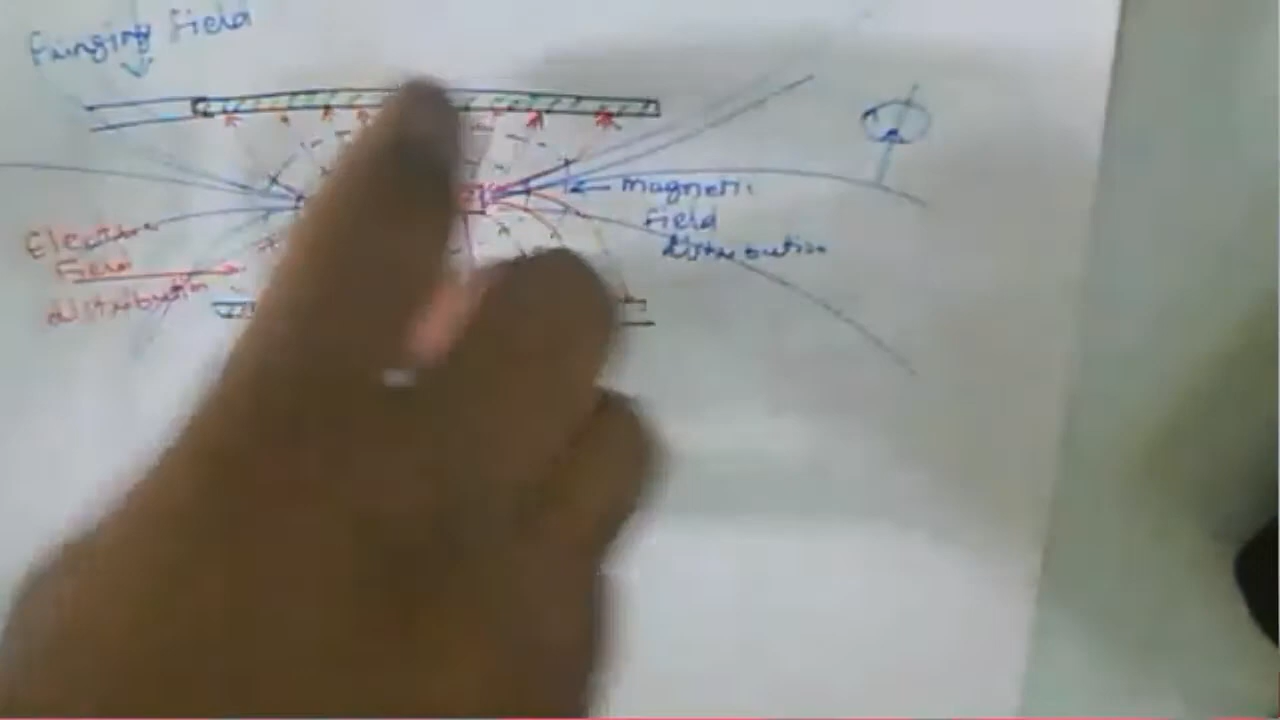 Fringing field
magnetic
field
distribution
Electric
Field
distribution